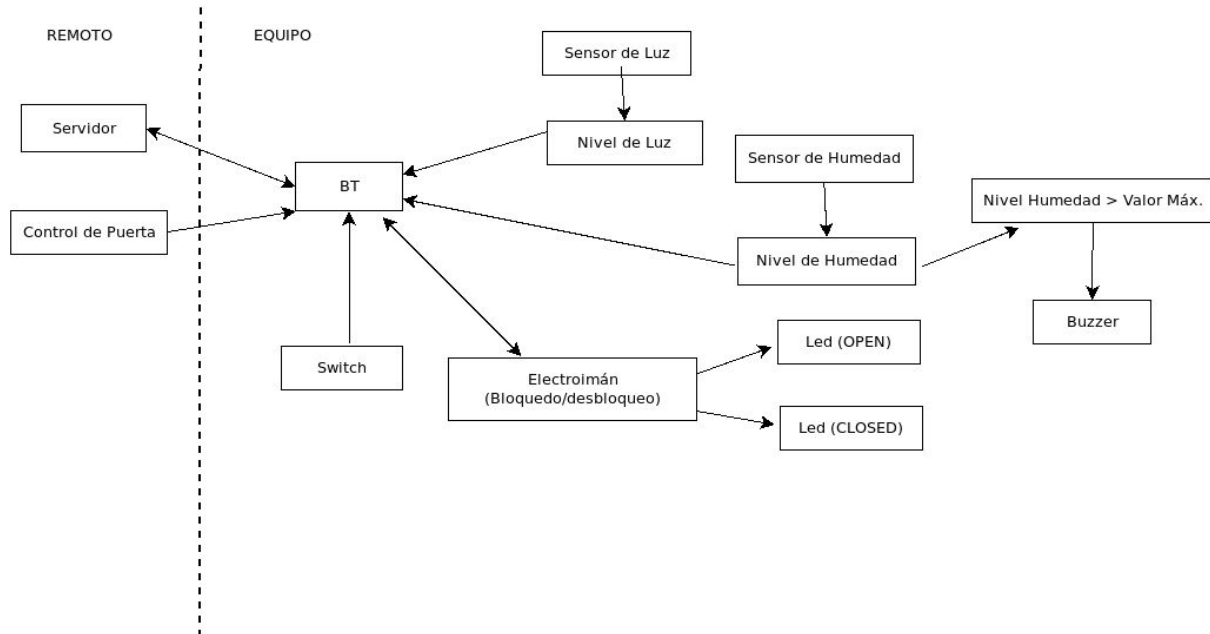 REMOTO
EQUIPO
Sensor de Luz
Servidor
Nivel de Luz
Sensor de Humedad
BT
Nivel Humedad > Valor Máx.
Control de Puerta
Nivel de Humedad
Buzzer
Led (OPEN)
Switch
Electroimán
(Bloquedo/desbloqueo)
Led (CLOSED)